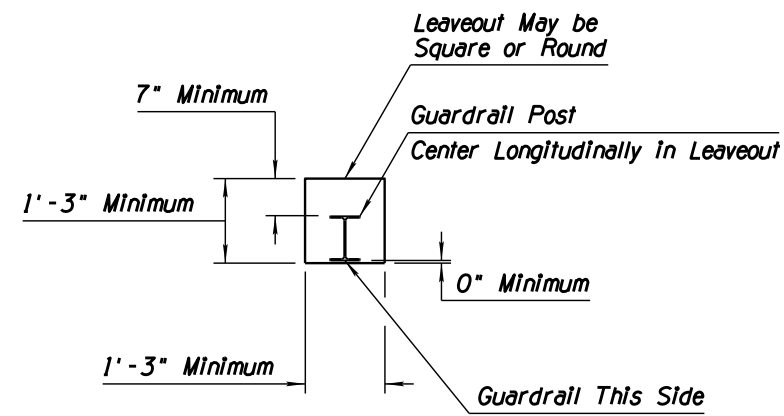 Leaveout May be
Square or Round
7" Minimum
Guardrail Post
Center Longitudinally in Leaveout
1'-3" Minimum
0" Minimum
1'-3" Minimum
Guardrail This Side